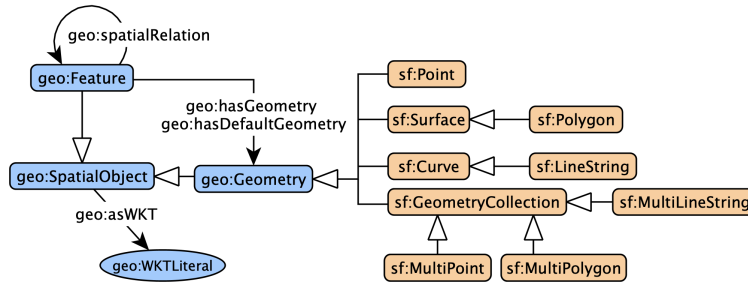 geo:spatialRelation
geo:Feature
sf:Point
geo:hasGeometry
geo:hasDefaultGeometry
sf:Surface
sf:Polygon
sf:Curve
sf:LineString
geo:SpatialObject
geo:Geometry
sf:GeometryCollection
sf:MultiLineString
geo:asWKT
geo:WKTLiteral
sf:MultiPoint
sf:MultiPolygon